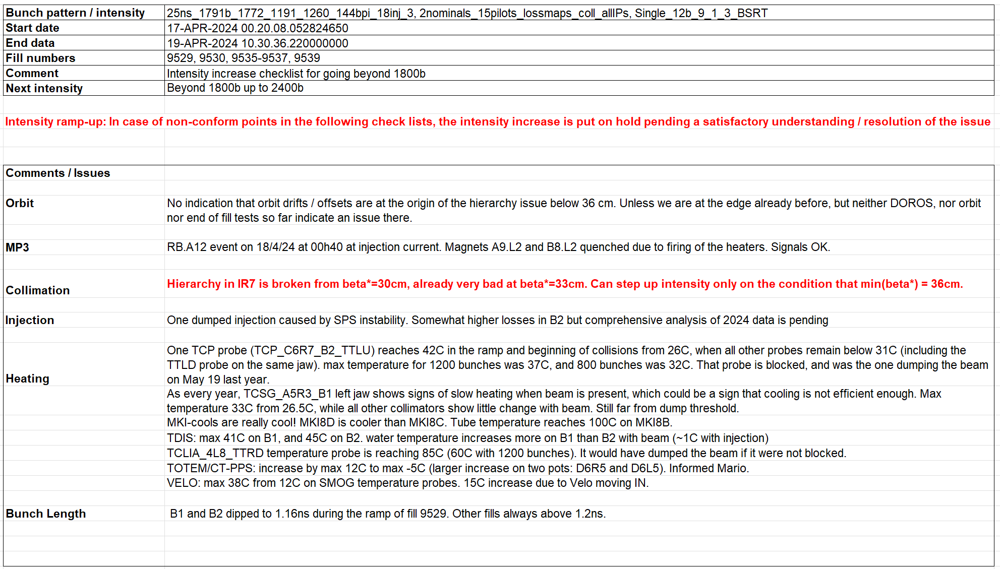 Bunch pattern / intensity 25ns_1791b_1772_1191_1260_144bpi_18inj_3, 2nominals_15pilots_lossmaps_coll_allIPs, Single_12b_9_1_3_BSRT
Start date 17-APR-2024 00.20.08.052824650
End data 19-APR-2024 10.30.36.220000000
Fill numbers 9529, 9530, 9535-9537, 9539
Comment Intensity increase checklist for going beyond 1800b
Next intensity Beyond 1800b up to 2400b
Intensity ramp-up: In case of non-conform points in the following check lists, the intensity increase is put on hold pending a satisfactory understanding / resolution of the issue
Comments / Issues
Orbit No indication that orbit drifts / offsets are at the origin of the hierarchy issue below 36 cm. Unless we are at the edge already before, but neither DOROS, nor orbit
nor end of fill tests so far indicate an issue there.
MP3 RB.A12 event on 18/4/24 at 00h40 at injection current. Magnets A9.L2 and B8.L2 quenched due to firing of the heaters. Signals OK.
Collimation Hierarchy in IR7 is broken from beta*=30cm, already very bad at beta*=33cm. Can step up intensity only on the condition that min(beta*) = 36cm.
Injection One dumped injection caused by SPS instability. Somewhat higher losses in B2 but comprehensive analysis of 2024 data is pending
Heating One TCP probe (TCP_C6R7_B2_TTLU) reaches 42C in the ramp and beginning of collisions from 26C, when all other probes remain below 31C (including the
TTLD probe on the same jaw). max temperature for 1200 bunches was 37C, and 800 bunches was 32C. That probe is blocked, and was the one dumping the beam
on May 19 last year.
As every year, TCSG_A5R3_B1 left jaw shows signs of slow heating when beam is present, which could be a sign that cooling is not efficient enough. Max
temperature 33C from 26.5C, while all other collimators show little change with beam. Still far from dump threshold.
MKI-cools are really cool! MKI8D is cooler than MKI8C. Tube temperature reaches 100C on MKI8B.
TDIS: max 41C on B1, and 45C on B2. water temperature increases more on B1 than B2 with beam (~1C with injection)
TCLIA_4L8_TTRD temperature probe is reaching 85C (60C with 1200 bunches). It would have dumped the beam if it were not blocked.
TOTEM/CT-PPS: increase by max 12C to max -5C (larger increase on two pots: D6R5 and D6L5). Informed Mario.
VELO: max 38C from 12C on SMOG temperature probes. 15C increase due to Velo moving IN.
Bunch Length B1 and B2 dipped to 1.16ns during the ramp of fill 9529. Other fills always above 1.2ns.